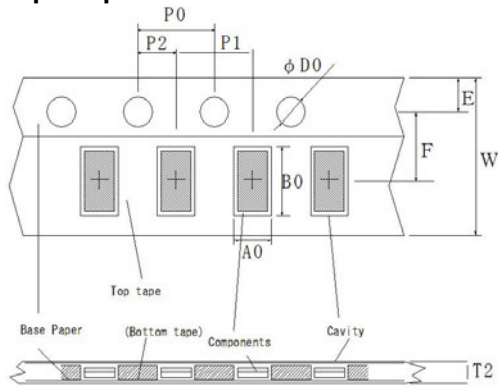 P0
P2 P1
φD0
E
F
W
B0
A0
Top tape
Base Paper
(Bottom tape)
Components
Cavity
T2